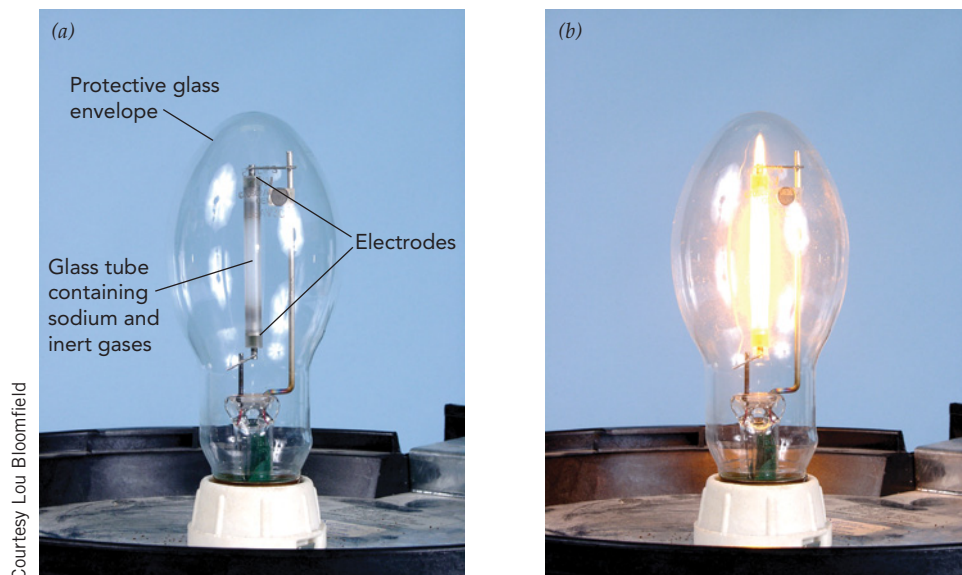 (a)
Protective glass
envelope
Electrodes
Glass tube
containing
sodium and
inert gases
(b)
Courtesy Lou Bloomfield